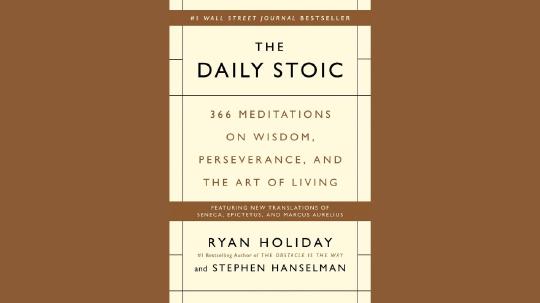 #1 WALL STREET JOURNAL BESTSELLER
THE
DAILY STOIC
366 MEDITATIONS
ON WISDOM,
PERSEVERANCE, AND
THE ART OF LIVING
FEATURING NEW TRANSLATIONS OF
SENECA, EPICTETUS, AND MARCUS AURELIUS
RYAN HOLIDAY
#1 Bestselling Author of THE OBSTACLE IS THE WAY
and STEPHEN HANSELMAN